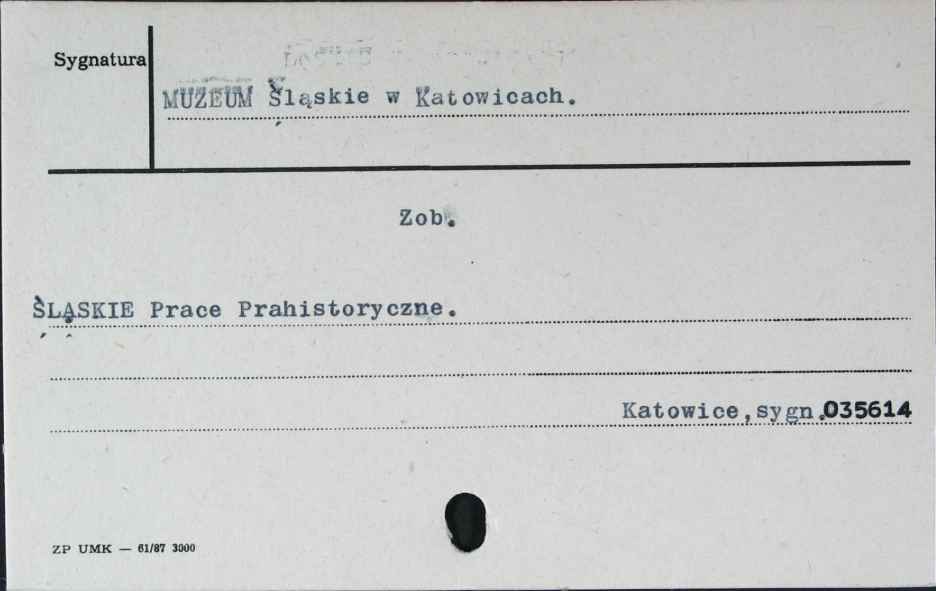 Sygnatura
MUZEUM Śląskie w Katowicach.
Zob.
ŚLĄSKIE Prace Prahistoryczne.
Katowice, sygn. 035614
ZP UMK — 61/87 3000